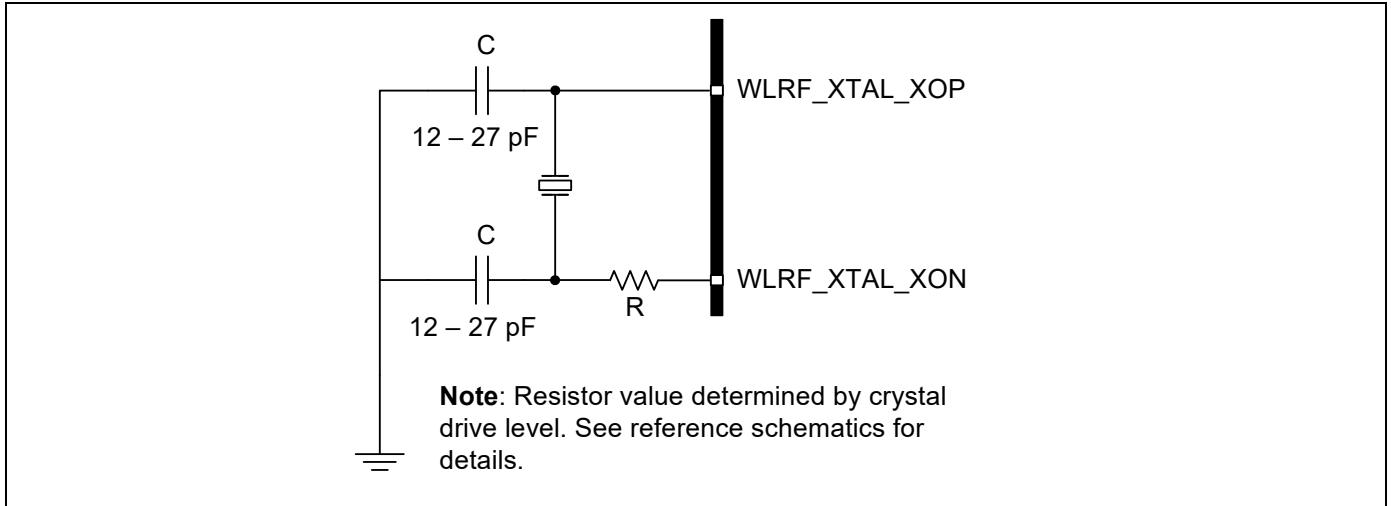 C
WLRF_XTAL_XOP
12 – 27 pF
C
WLRF_XTAL_XON
R
12 – 27 pF
Note: Resistor value determined by crystal
drive level. See reference schematics for
details.